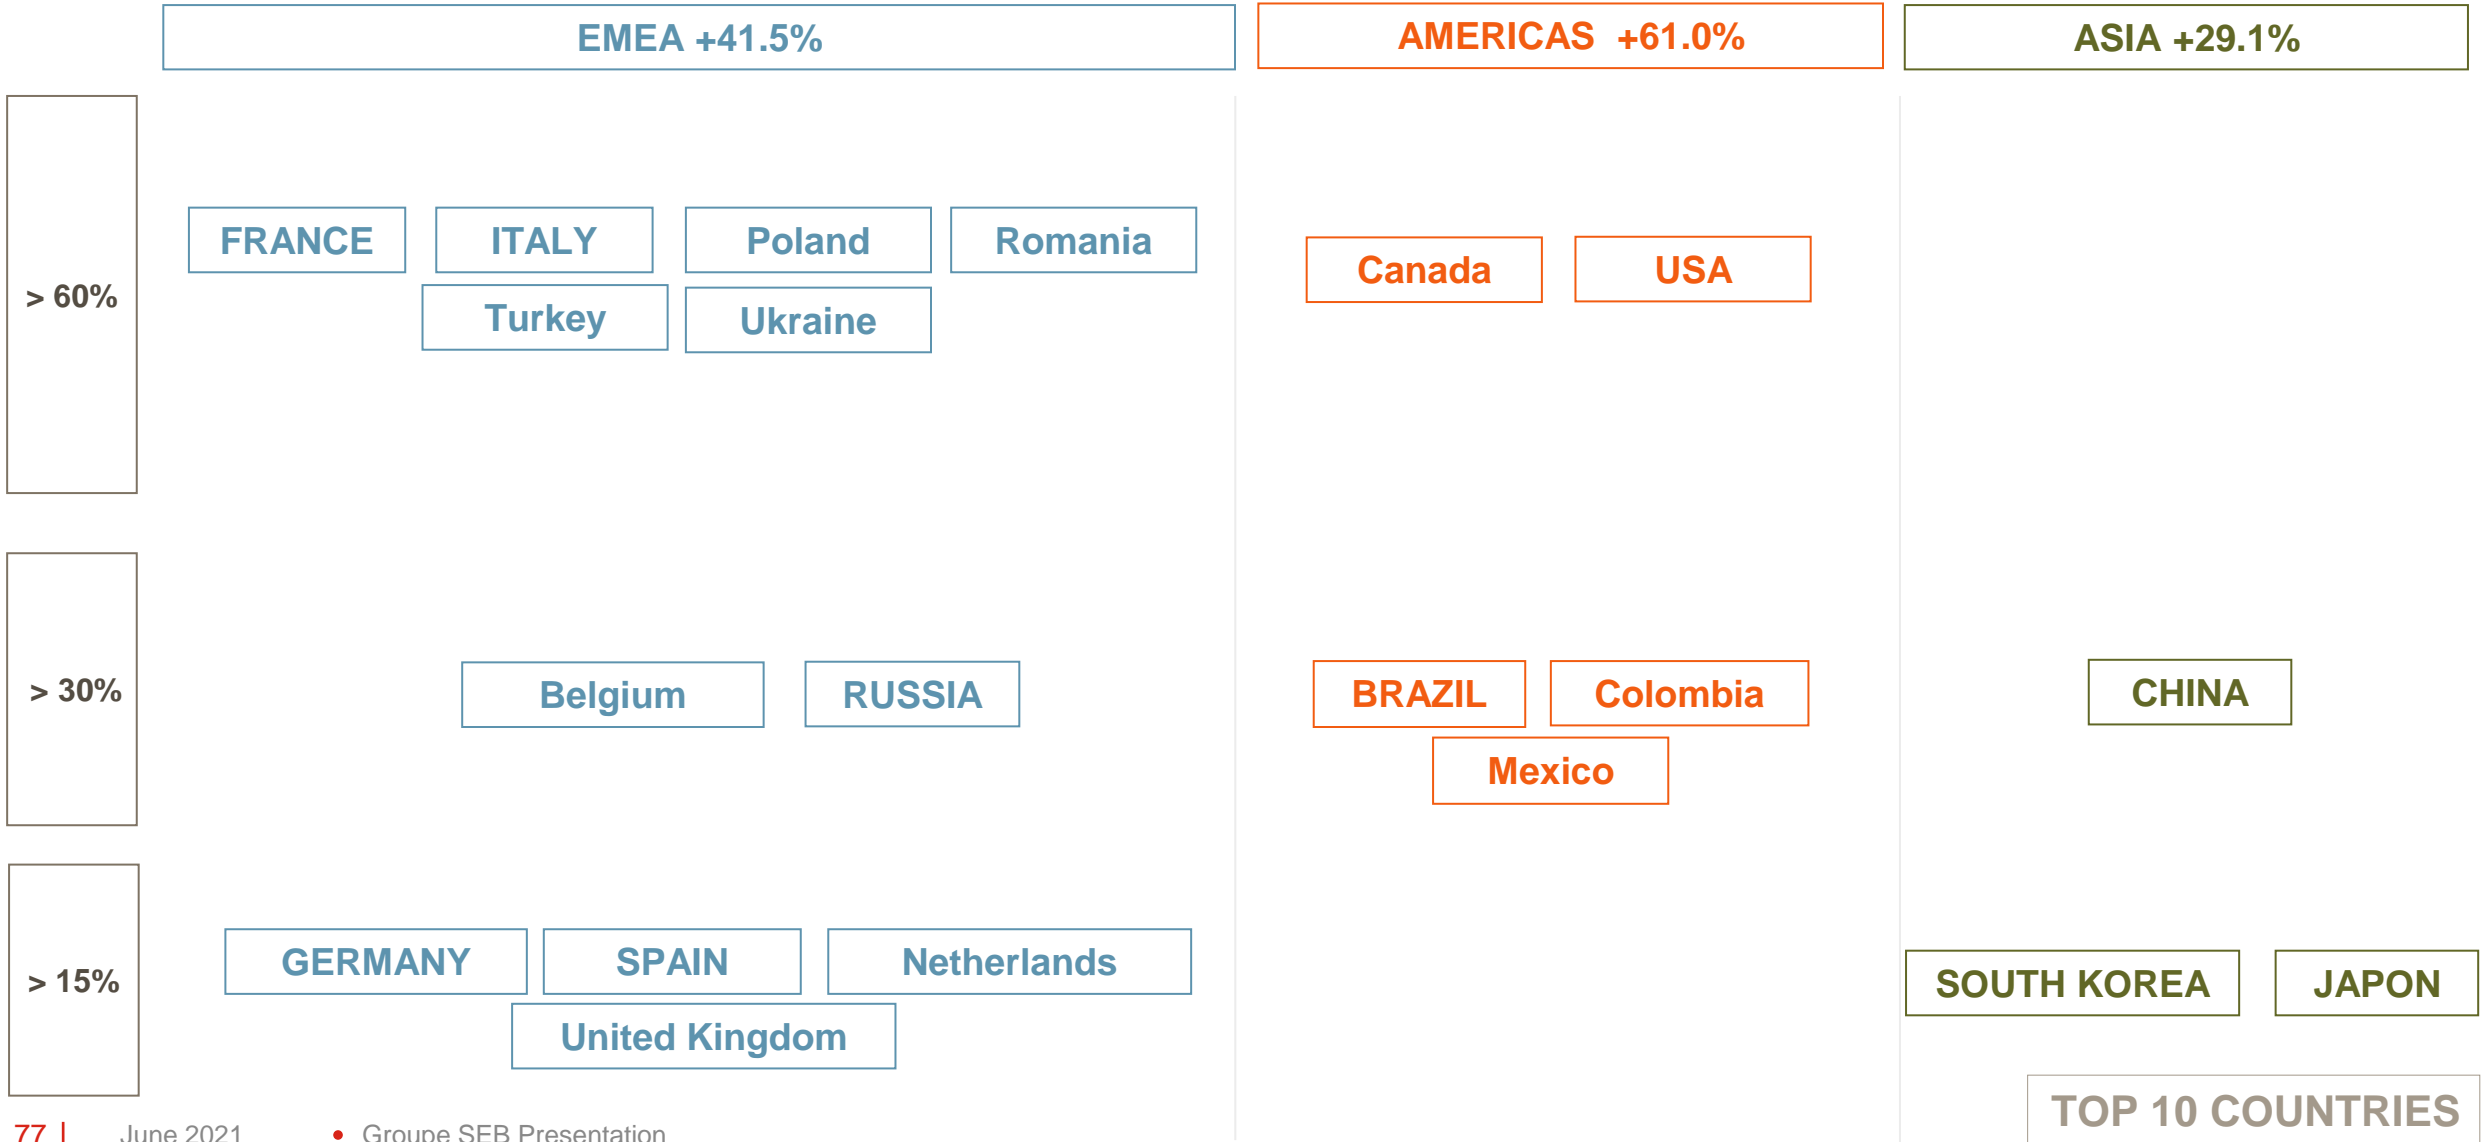 EMEA +41.5%
AMERICAS +61.0%
ASIA +29.1%
> 60%
FRANCE
ITALY
Poland
Romania
Turkey
Ukraine
Canada
USA
> 30%
Belgium
RUSSIA
BRAZIL
Colombia
Mexico
CHINA
> 15%
GERMANY
SPAIN
Netherlands
United Kingdom
SOUTH KOREA
JAPON
TOP 10 COUNTRIES
77 | June 2021 • Groupe SEB Presentation